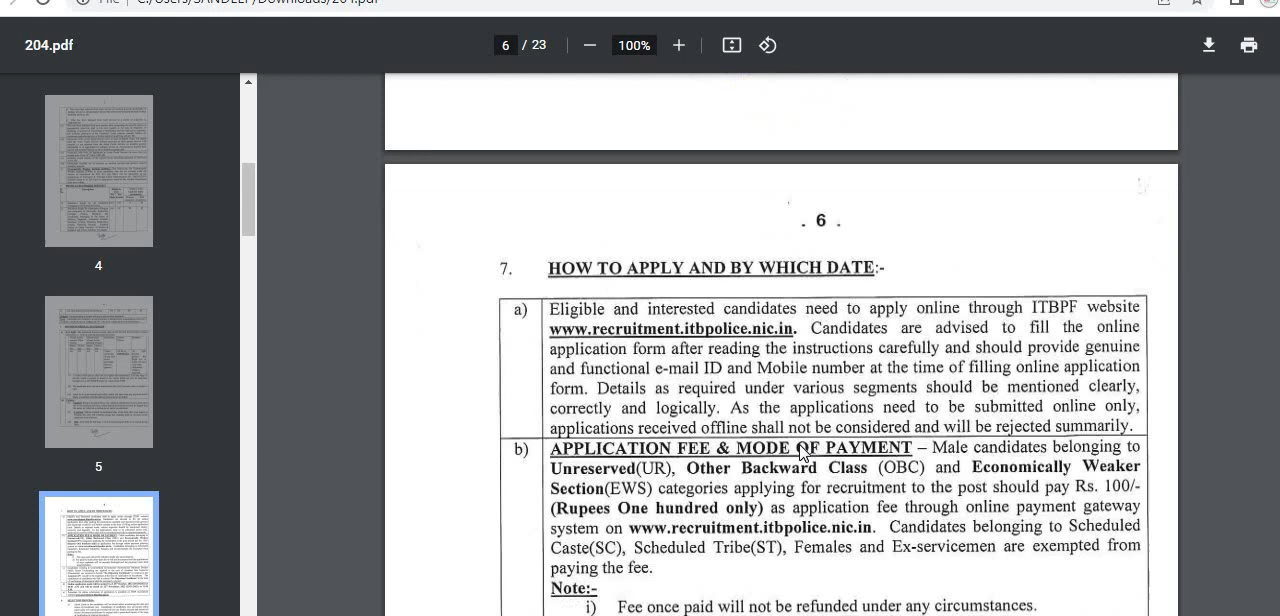 File
C:/Users/SANDEEP/Downloads/204.pdf
204.pdf
6 / 23
100%
4
5
. 6 .
7. HOW TO APPLY AND BY WHICH DATE:-
a) Eligible and interested candidates need to apply online through ITBPF website
www.recruitment.itbpolice.nic.in. Candidates are advised to fill the online
application form after reading the instructions carefully and should provide genuine
and functional e-mail ID and Mobile number at the time of filling online application
form. Details as required under various segments should be mentioned clearly,
correctly and logically. As the applications need to be submitted online only,
applications received offline shall not be considered and will be rejected summarily.
b) APPLICATION FEE & MODE OF PAYMENT – Male candidates belonging to
Unreserved(UR), Other Backward Class (OBC) and Economically Weaker
Section(EWS) categories applying for recruitment to the post should pay Rs. 100/-
(Rupees One hundred only) as application fee through online payment gateway
system on www.recruitment.itbpolice.nic.in. Candidates belonging to Scheduled
Caste(SC), Scheduled Tribe(ST), Females and Ex-servicemen are exempted from
paying the fee.
Note:-
i) Fee once paid will not be refunded under any circumstances.